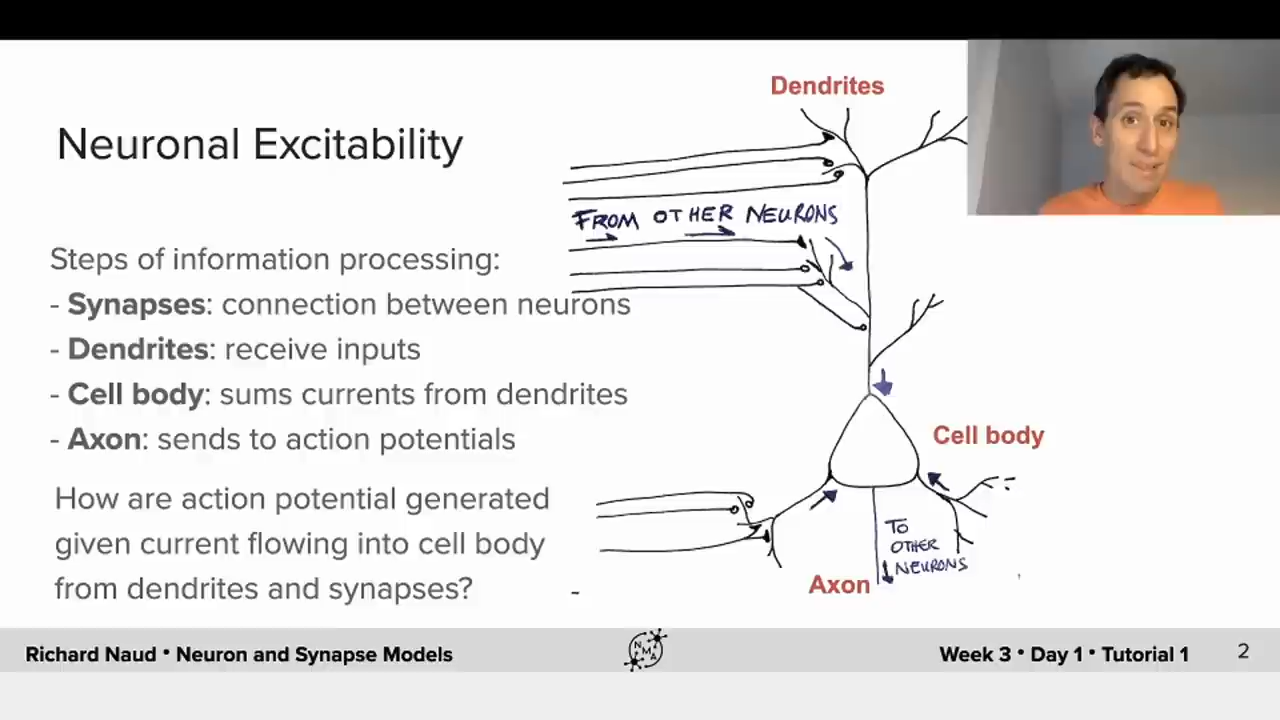 Dendrites
Neuronal Excitability
FROM OTHER NEURONS
Steps of information processing:
- Synapses: connection between neurons
- Dendrites: receive inputs
- Cell body: sums currents from dendrites
- Axon: sends to action potentials
Cell body
How are action potential generated
given current flowing into cell body
from dendrites and synapses?
TO
OTHER
NEURONS
Axon
-
Richard Naud • Neuron and Synapse Models
NMA
Week 3 • Day 1 • Tutorial 1
2